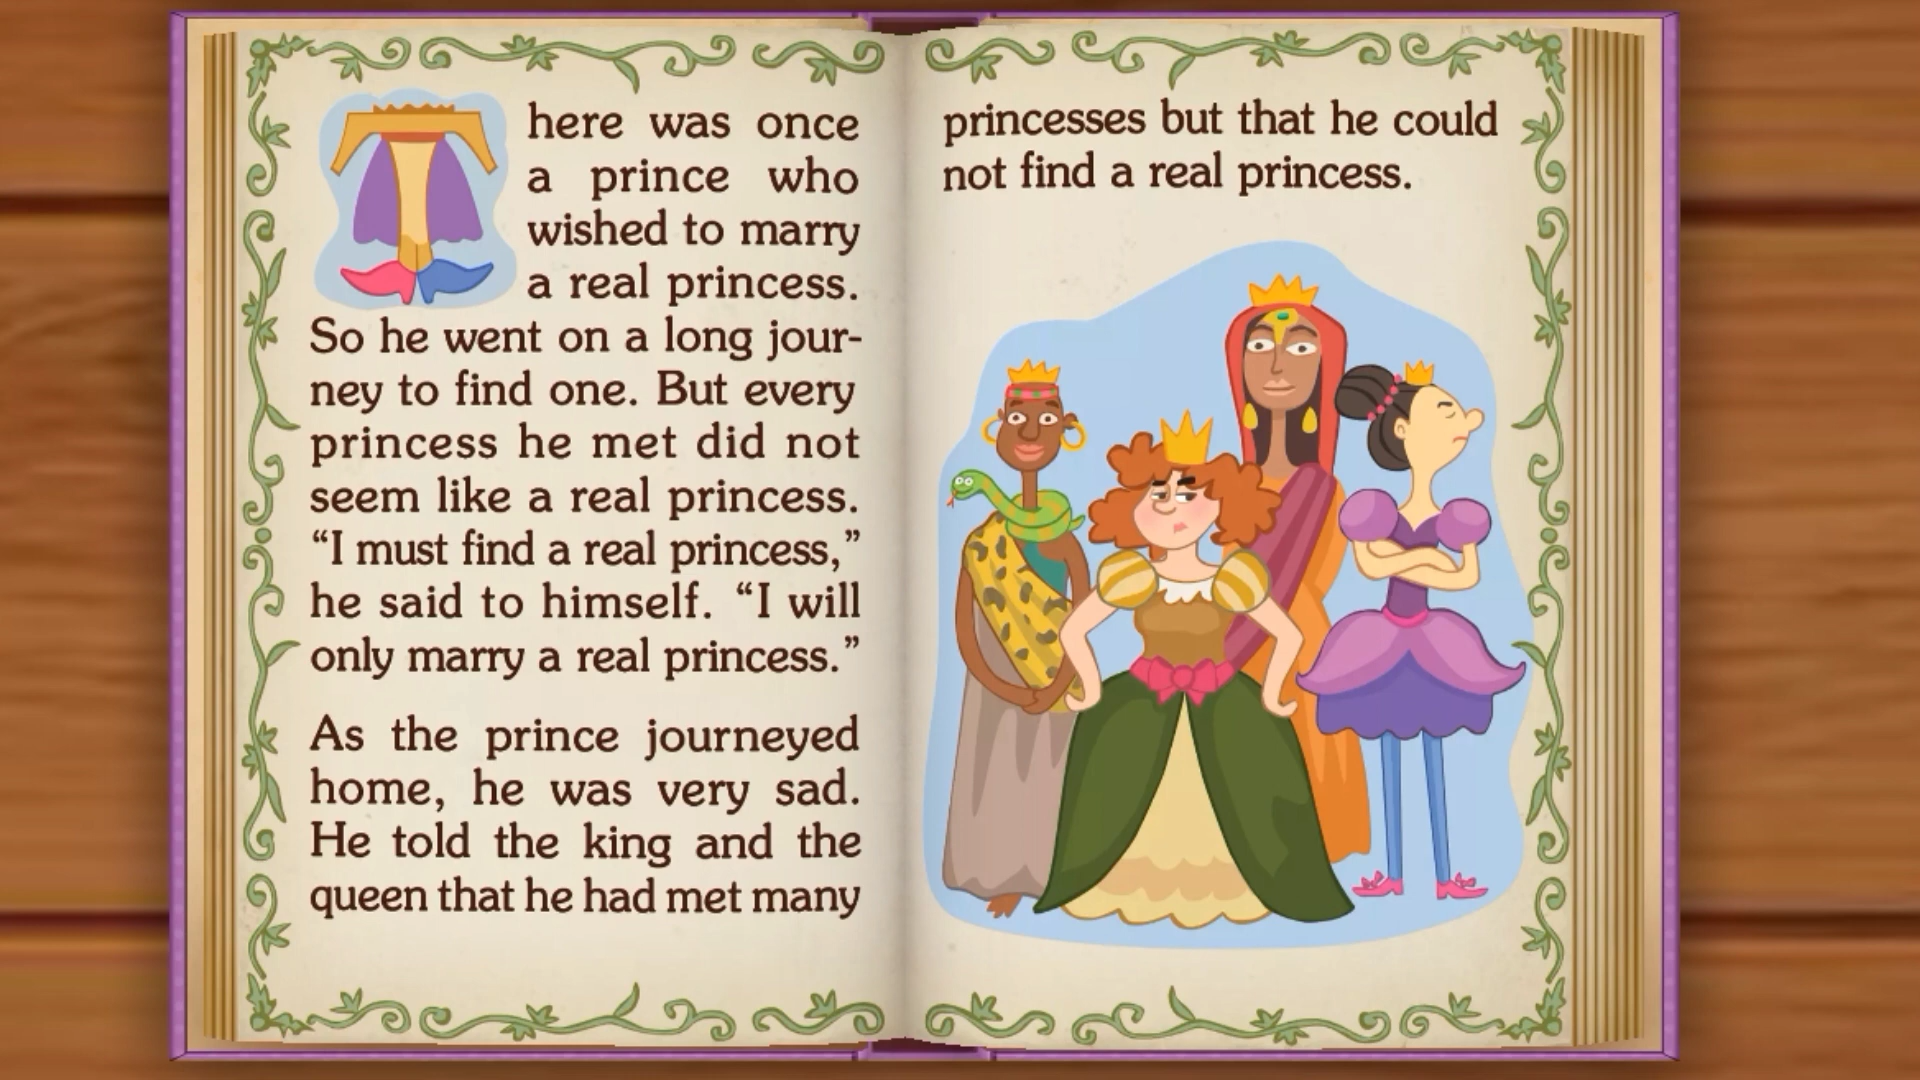 There was once
a prince who
wished to marry
a real princess.
So he went on a long jour-
ney to find one. But every
princess he met did not
seem like a real princess.
“I must find a real princess,”
he said to himself. “I will
only marry a real princess.”
As the prince journeyed
home, he was very sad.
He told the king and the
queen that he had met many
princesses but that he could
not find a real princess.